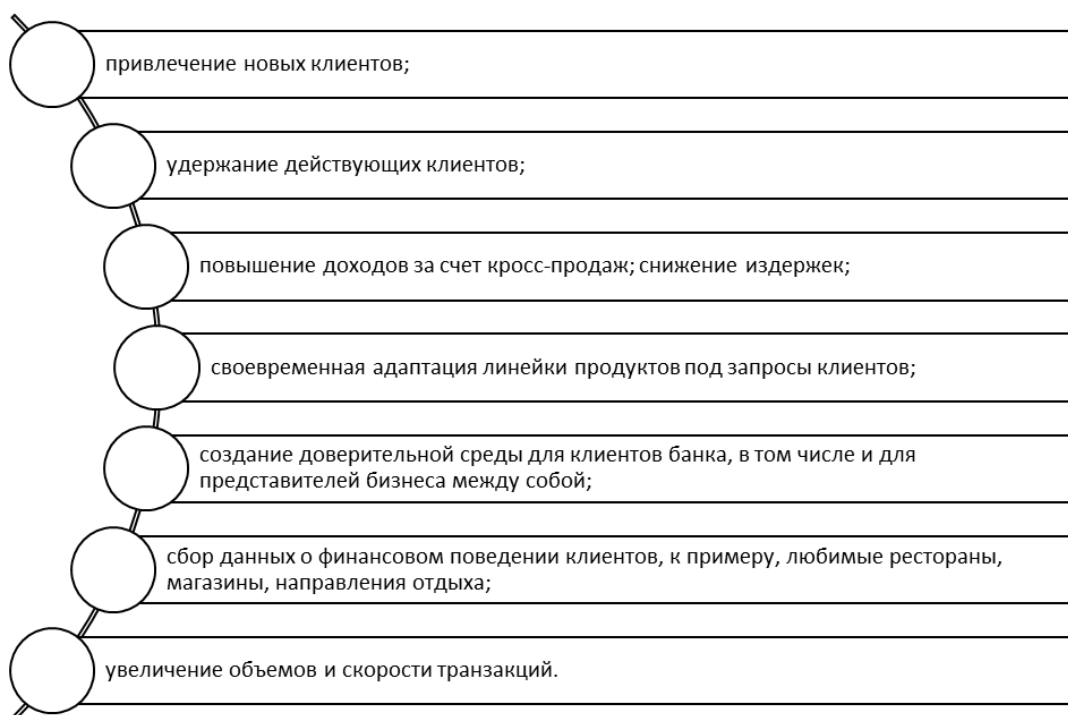 привлечение новых клиентов;
удержание действующих клиентов;
повышение доходов за счет кросс-продаж; снижение издержек;
своевременная адаптация линейки продуктов под запросы клиентов;
создание доверительной среды для клиентов банка, в том числе и для
представителей бизнеса между собой;
сбор данных о финансовом поведении клиентов, к примеру, любимые рестораны,
магазины, направления отдыха;
увеличение объемов и скорости транзакций.